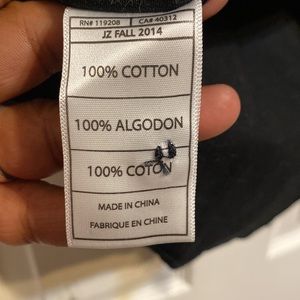 RN# 119208 CA# 40312
JZ FALL 2014
100% COTTON
100% ALGODON
100% COTON
MADE IN CHINA
FABRIQUE EN CHINE